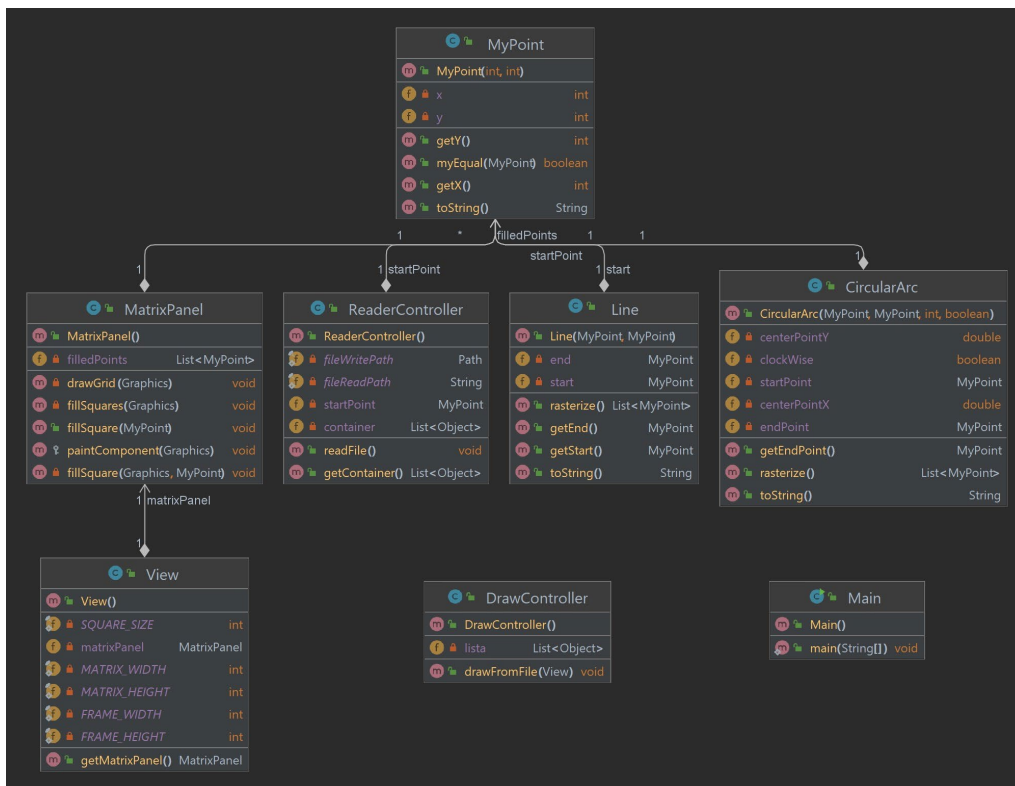 MyPoint
MyPoint(int, int)
x int
y int
getY() int
myEqual(MyPoint) boolean
getX() int
toString() String
1 * filledPoints 1 1
startPoint
1 1 startPoint 1 start 1
MatrixPanel
MatrixPanel()
filledPoints List<MyPoint>
drawGrid(Graphics) void
fillSquares(Graphics) void
fillSquare(MyPoint) void
paintComponent(Graphics) void
fillSquare(Graphics, MyPoint) void
ReaderController
ReaderController()
fileWritePath Path
fileReadPath String
startPoint MyPoint
container List<Object>
readFile() void
getContainer() List<Object>
Line
Line(MyPoint, MyPoint)
end MyPoint
start MyPoint
rasterize() List<MyPoint>
getEnd() MyPoint
getStart() MyPoint
toString() String
CircularArc
CircularArc(MyPoint, MyPoint, int, boolean)
centerPointY double
clockWise boolean
startPoint MyPoint
centerPointX double
endPoint MyPoint
getEndPoint() MyPoint
rasterize() List<MyPoint>
toString() String
1 matrixPanel
1
View
View()
SQUARE_SIZE int
matrixPanel MatrixPanel
MATRIX_WIDTH int
MATRIX_HEIGHT int
FRAME_WIDTH int
FRAME_HEIGHT int
getMatrixPanel() MatrixPanel
DrawController
DrawController()
lista List<Object>
drawFromFile(View) void
Main
Main()
main(String[]) void